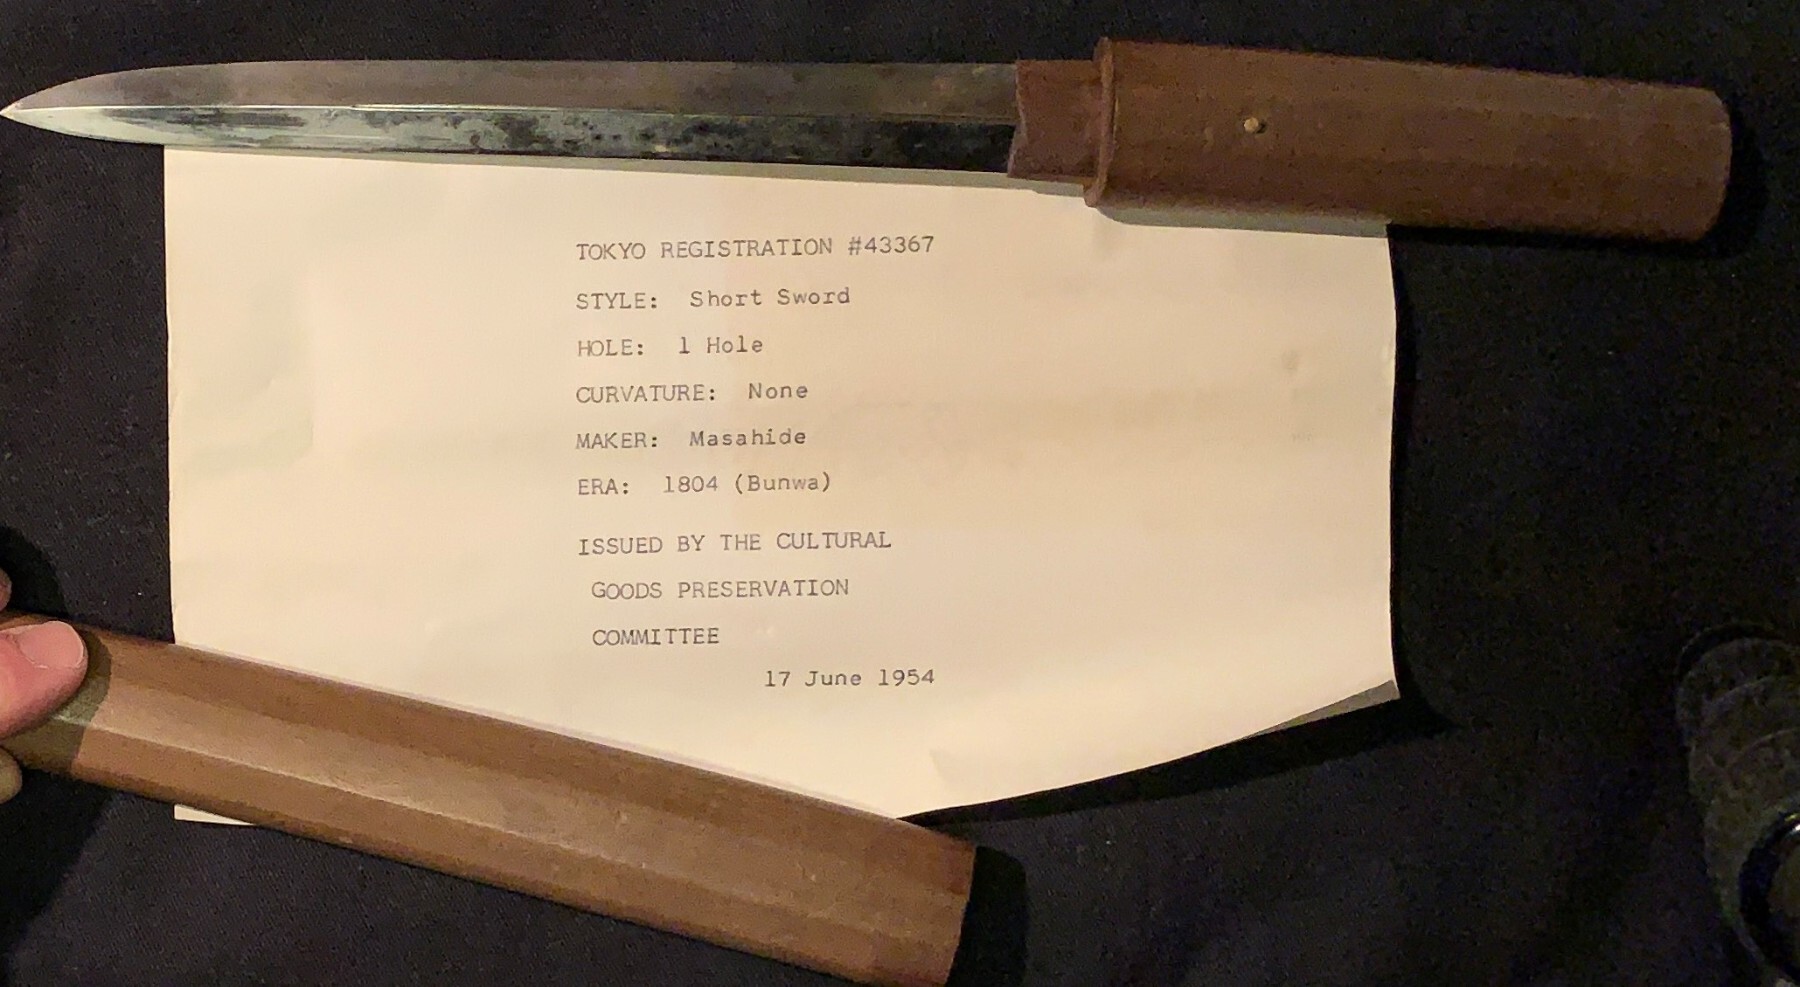 TOKYO REGISTRATION #43367
STYLE: Short Sword
HOLE: 1 Hole
CURVATURE: None
MAKER: Masahide
ERA: 1804 (Bunwa)
ISSUED BY THE CULTURAL
GOODS PRESERVATION
COMMITTEE
17 June 1954